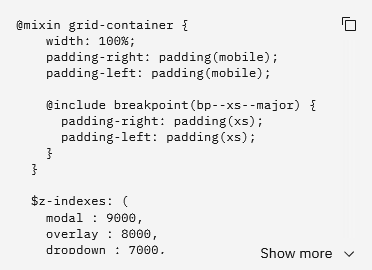 @mixin grid-container {
    width: 100%;
    padding-right: padding(mobile);
    padding-left: padding(mobile);

    @include breakpoint(bp--xs--major) {
      padding-right: padding(xs);
      padding-left: padding(xs);
    }
  }

  $z-indexes: (
    modal : 9000,
    overlay : 8000,
    dropdown : 7000,
Show more